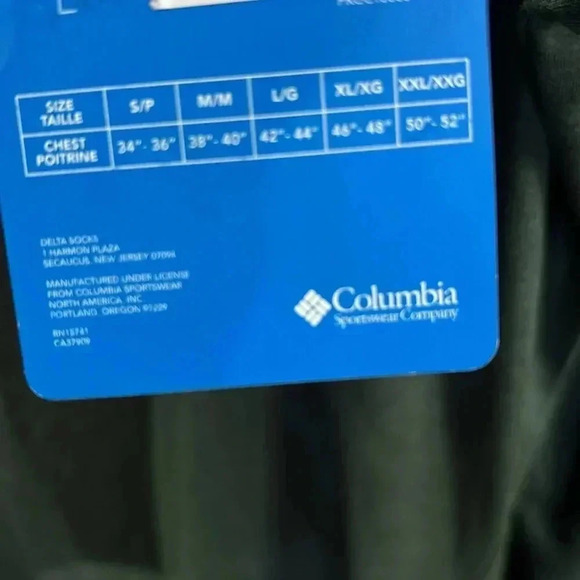 L
SIZE TAILLE S/P M/M L/G XL/XG XXL/XXG
CHEST POITRINE 34"- 36" 38"- 40" 42"- 44" 46"- 48" 50"- 52"
DELTA SOCKS
1 HARMON PLAZA
SECAUCUS, NEW JERSEY 07094
MANUFACTURED UNDER LICENSE
FROM COLUMBIA SPORTSWEAR
NORTH AMERICA, INC.
PORTLAND, OREGON 97229
RN15741
CA37909
Columbia
Sportswear Company